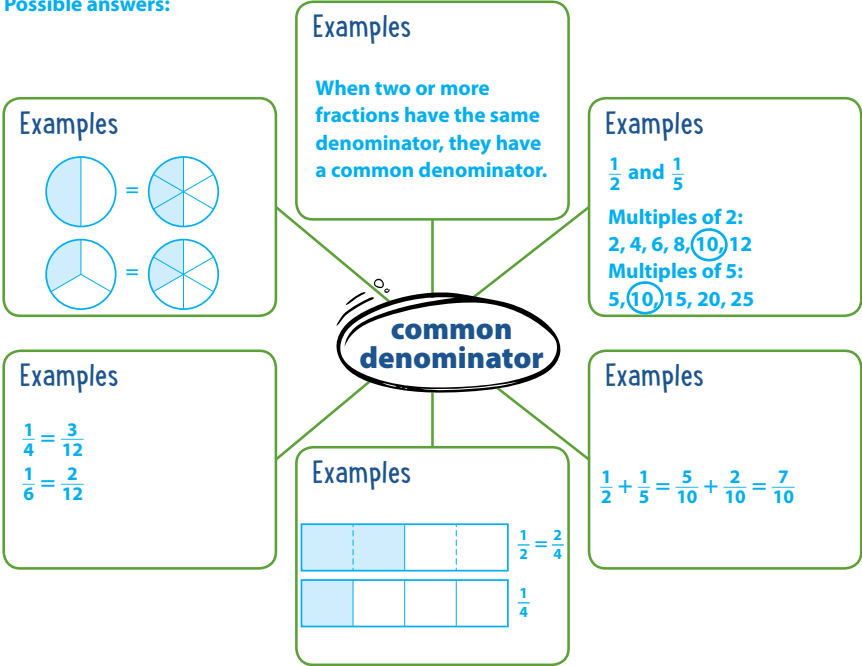 Possible answers:
Examples
When two or more
fractions have the same
denominator, they have
a common denominator.
Examples
=
=
Examples
1/2 and 1/5
Multiples of 2:
2, 4, 6, 8, 10, 12
Multiples of 5:
5, 10, 15, 20, 25
common
denominator
Examples
1/4 = 3/12
1/6 = 2/12
Examples
1/2 = 2/4
1/4
Examples
1/2 + 1/5 = 5/10 + 2/10 = 7/10